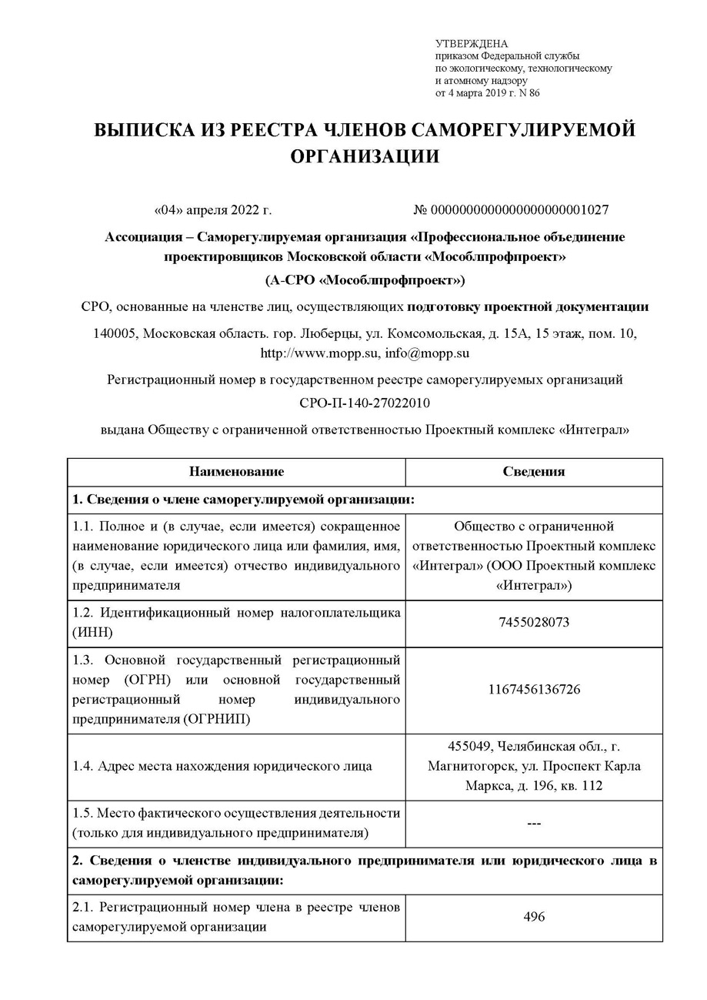 УТВЕРЖДЕНА
приказом Федеральной службы
по экологическому, технологическому
и атомному надзору
от 4 марта 2019 г. N 86
ВЫПИСКА ИЗ РЕЕСТРА ЧЛЕНОВ САМОРЕГУЛИРУЕМОЙ
ОРГАНИЗАЦИИ
«04» апреля 2022 г. № 0000000000000000000001027
Ассоциация – Саморегулируемая организация «Профессиональное объединение
проектировщиков Московской области «Мособлпрофпроект»
(А-СРО «Мособлпрофпроект»)
СРО, основанные на членстве лиц, осуществляющих подготовку проектной документации
140005, Московская область. гор. Люберцы, ул. Комсомольская, д. 15А, 15 этаж, пом. 10,
http://www.mopp.su, info@mopp.su
Регистрационный номер в государственном реестре саморегулируемых организаций
СРО-П-140-27022010
выдана Обществу с ограниченной ответственностью Проектный комплекс «Интеграл»
Наименование Сведения
1. Сведения о члене саморегулируемой организации:
1.1. Полное и (в случае, если имеется) сокращенное
наименование юридического лица или фамилия, имя,
(в случае, если имеется) отчество индивидуального
предпринимателя
Общество с ограниченной
ответственностью Проектный комплекс
«Интеграл» (ООО Проектный комплекс
«Интеграл»)
1.2. Идентификационный номер налогоплательщика
(ИНН)
7455028073
1.3. Основной государственный регистрационный
номер (ОГРН) или основной государственный
регистрационный номер индивидуального
предпринимателя (ОГРНИП)
1167456136726
1.4. Адрес места нахождения юридического лица
455049, Челябинская обл., г.
Магнитогорск, ул. Проспект Карла
Маркса, д. 196, кв. 112
1.5. Место фактического осуществления деятельности
(только для индивидуального предпринимателя)
---
2. Сведения о членстве индивидуального предпринимателя или юридического лица в
саморегулируемой организации:
2.1. Регистрационный номер члена в реестре членов
саморегулируемой организации
496